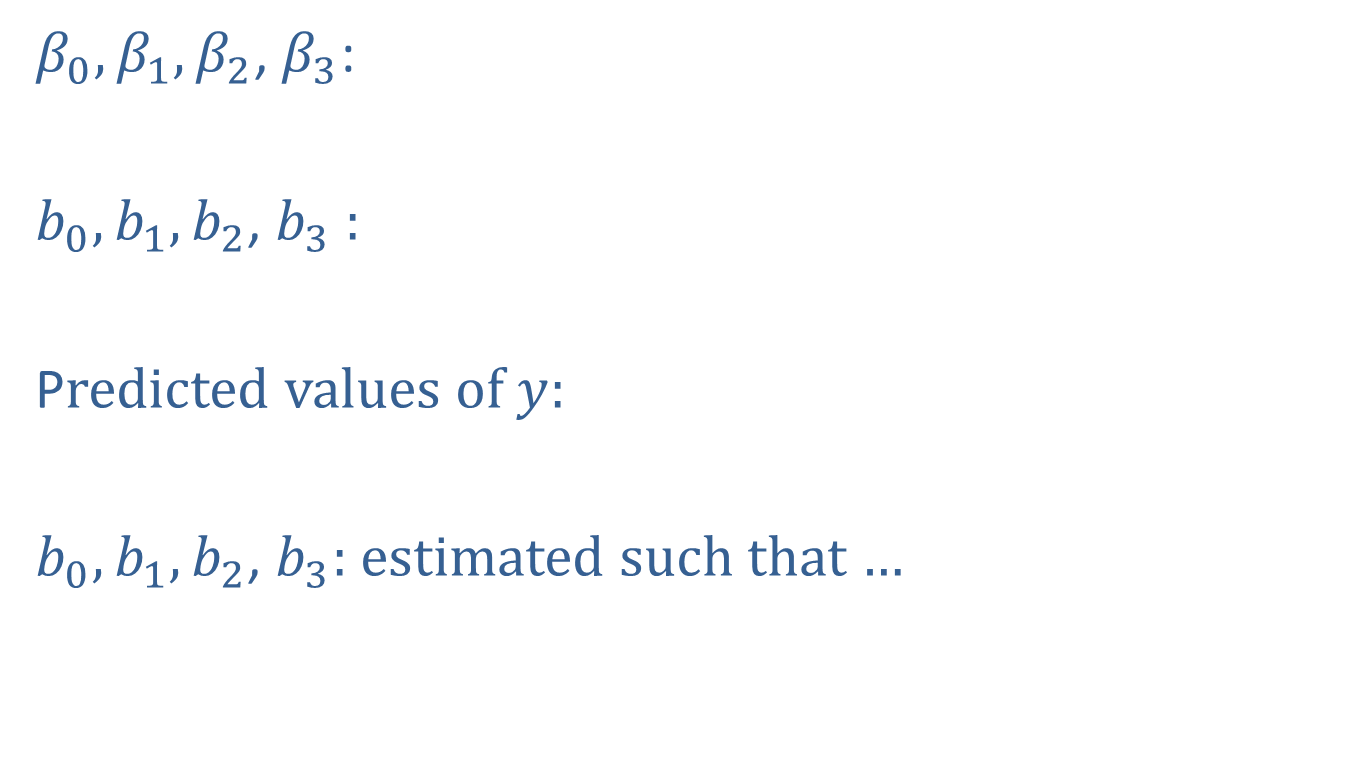 β₀, β₁, β₂, β₃:
b₀, b₁, b₂, b₃ :
Predicted values of y:
b₀, b₁, b₂, b₃: estimated such that …